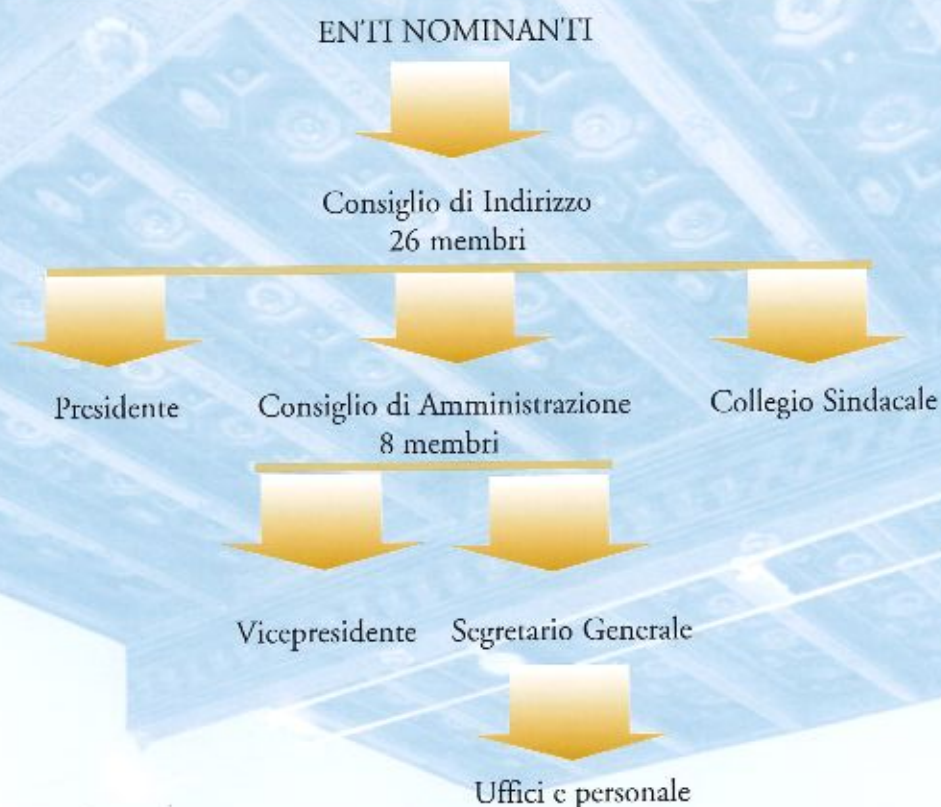 ENTI NOMINANTI
Consiglio di Indirizzo
26 membri
Presidente
Consiglio di Amministrazione
8 membri
Collegio Sindacale
Vicepresidente
Segretario Generale
Uffici e personale